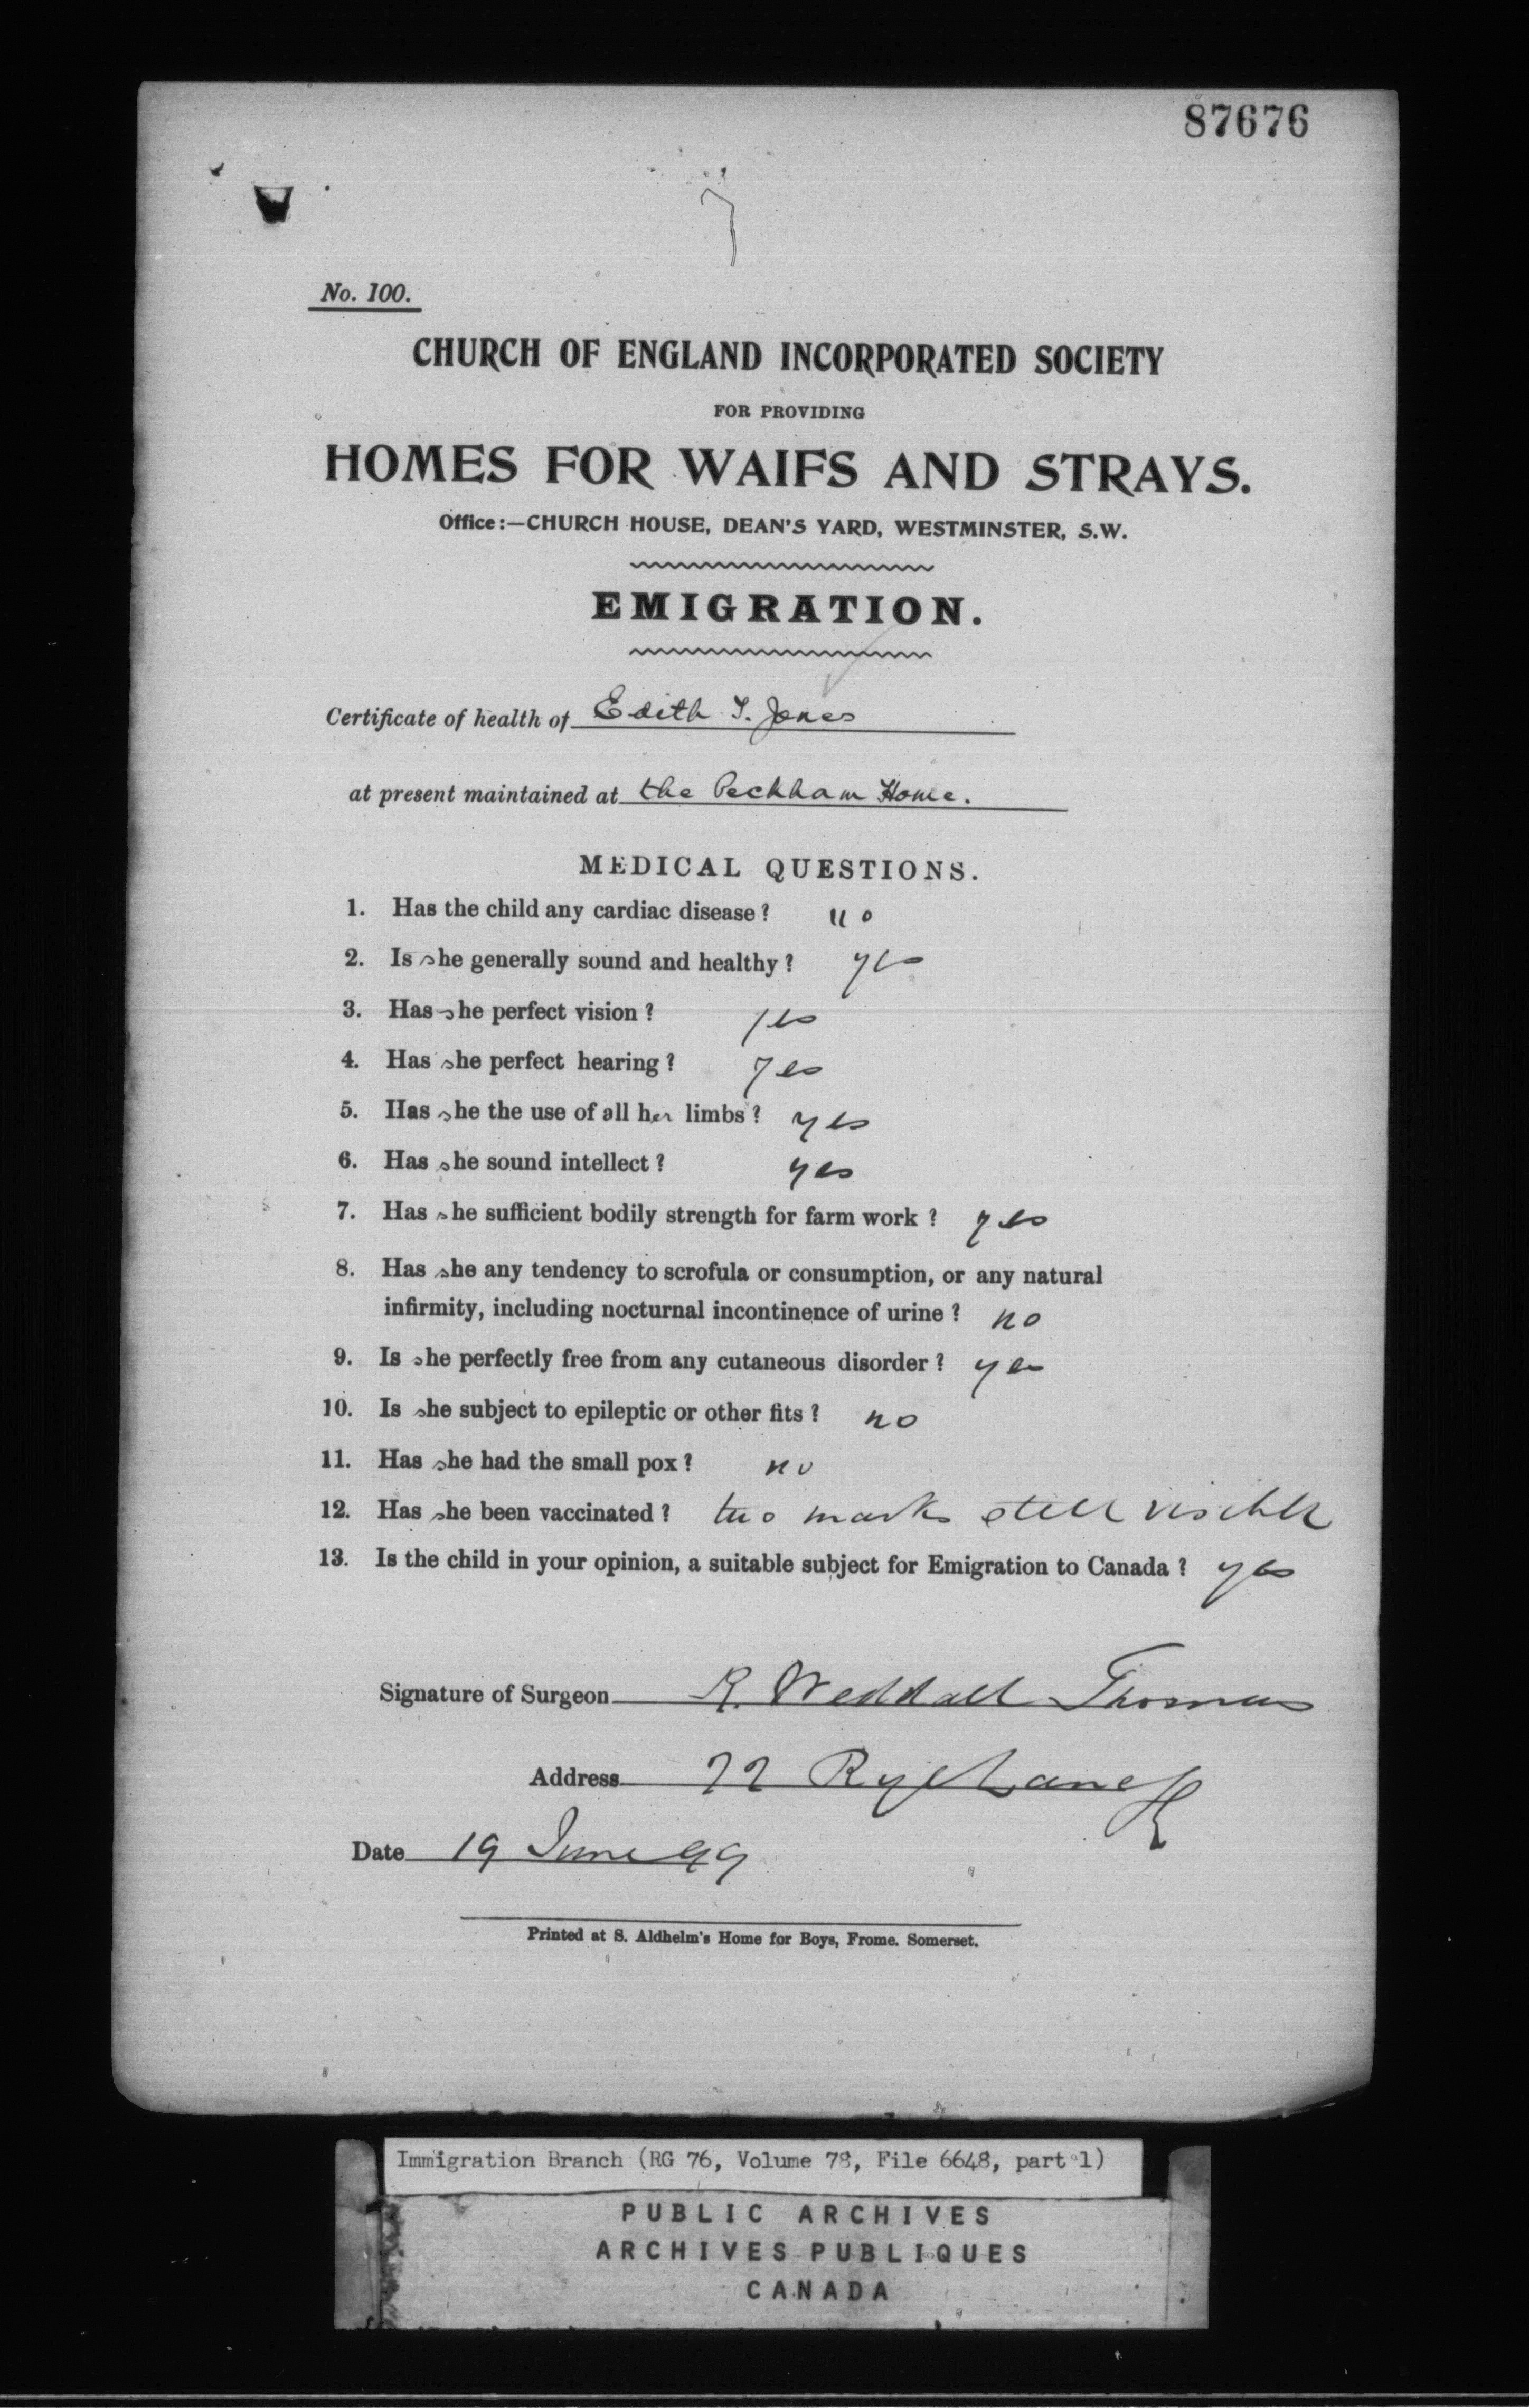 87676
7
No. 100.
CHURCH OF ENGLAND INCORPORATED SOCIETY
FOR PROVIDING
HOMES FOR WAIFS AND STRAYS.
Office:—CHURCH HOUSE, DEAN'S YARD, WESTMINSTER, S.W.
EMIGRATION.
Certificate of health of Edith I. Jones
at present maintained at the Peckham Home.
MEDICAL QUESTIONS.
1. Has the child any cardiac disease? no
2. Is she generally sound and healthy? yes
3. Has she perfect vision? yes
4. Has she perfect hearing? yes
5. Has she the use of all her limbs? yes
6. Has she sound intellect? yes
7. Has she sufficient bodily strength for farm work? yes
8. Has she any tendency to scrofula or consumption, or any natural
infirmity, including nocturnal incontinence of urine? no
9. Is she perfectly free from any cutaneous disorder? yes
10. Is she subject to epileptic or other fits? no
11. Has she had the small pox? no
12. Has she been vaccinated? two marks still visible
13. Is the child in your opinion, a suitable subject for Emigration to Canada? yes
Signature of Surgeon R. Weddall Thomas
Address Rye Lane
Date 19 June 99
Printed at S. Aldhelm's Home for Boys, Frome. Somerset.
Immigration Branch (RG 76, Volume 78, File 6648, part 1)
PUBLIC ARCHIVES
ARCHIVES PUBLIQUES
CANADA